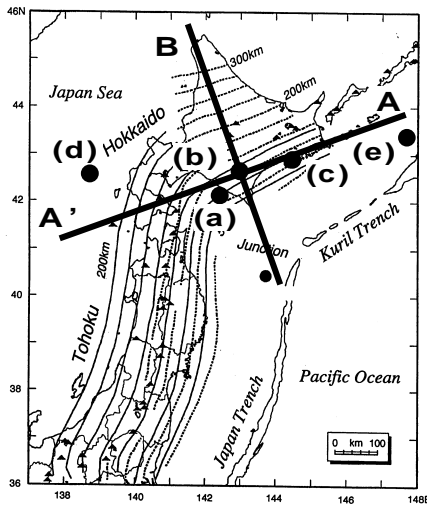 46N
44
42
40
38
36
138
140
142
144
146
148
B
300km
200km
A
Japan Sea
Hokkaido
(d)
(b)
(e)
(c)
A'
(a)
200km
Junction
Kuril Trench
Tohoku
Pacific Ocean
Japan Trench
0 km 100